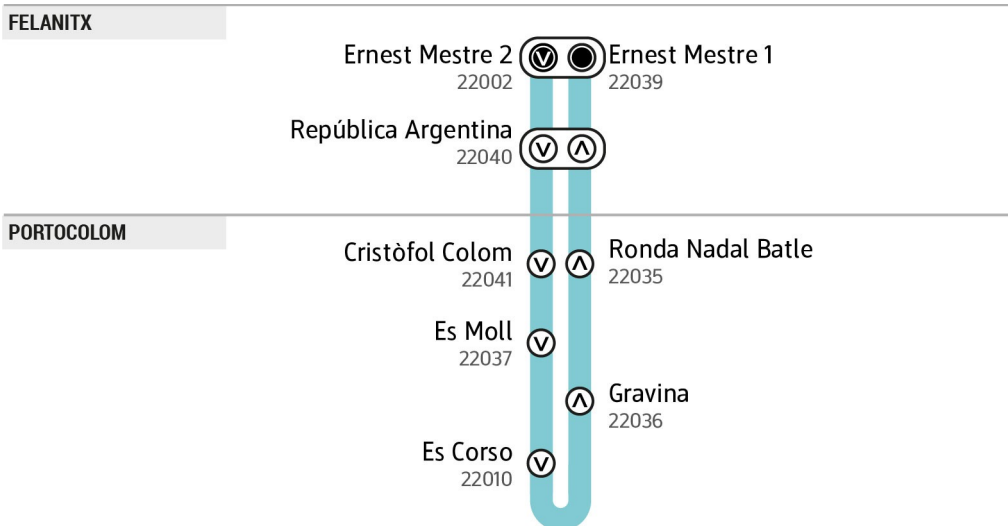 FELANITX
Ernest Mestre 2
22002
Ernest Mestre 1
22039
República Argentina
22040
PORTOCOLOM
Cristòfol Colom
22041
Ronda Nadal Batle
22035
Es Moll
22037
Gravina
22036
Es Corso
22010